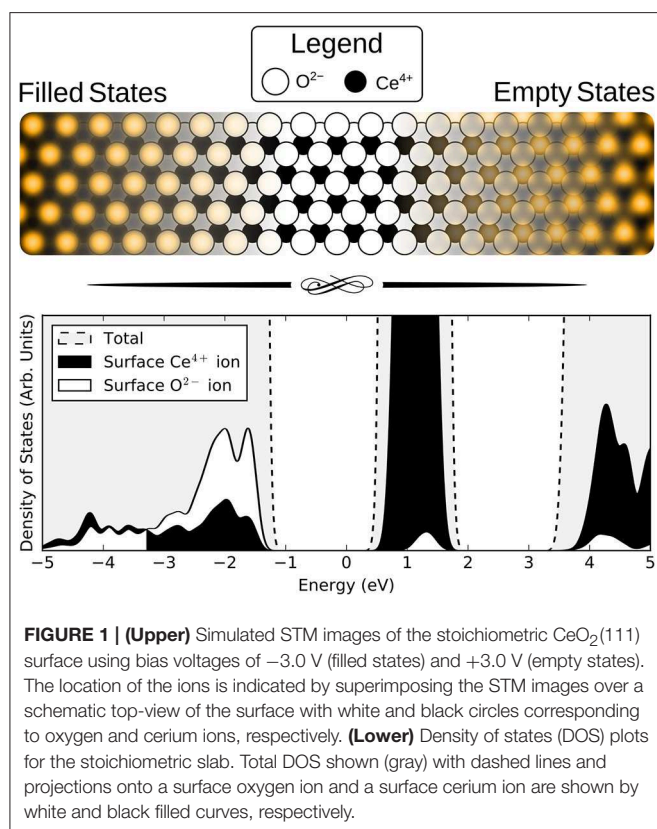 Legend
O²⁻ Ce⁴⁺
Filled States
Empty States
Total
Surface Ce⁴⁺ ion
Surface O²⁻ ion
Density of States (Arb. Units)
−5 −4 −3 −2 −1 0 1 2 3 4 5
Energy (eV)
FIGURE 1 | (Upper) Simulated STM images of the stoichiometric CeO₂(111)
surface using bias voltages of −3.0 V (filled states) and +3.0 V (empty states).
The location of the ions is indicated by superimposing the STM images over a
schematic top-view of the surface with white and black circles corresponding
to oxygen and cerium ions, respectively. (Lower) Density of states (DOS) plots
for the stoichiometric slab. Total DOS shown (gray) with dashed lines and
projections onto a surface oxygen ion and a surface cerium ion are shown by
white and black filled curves, respectively.